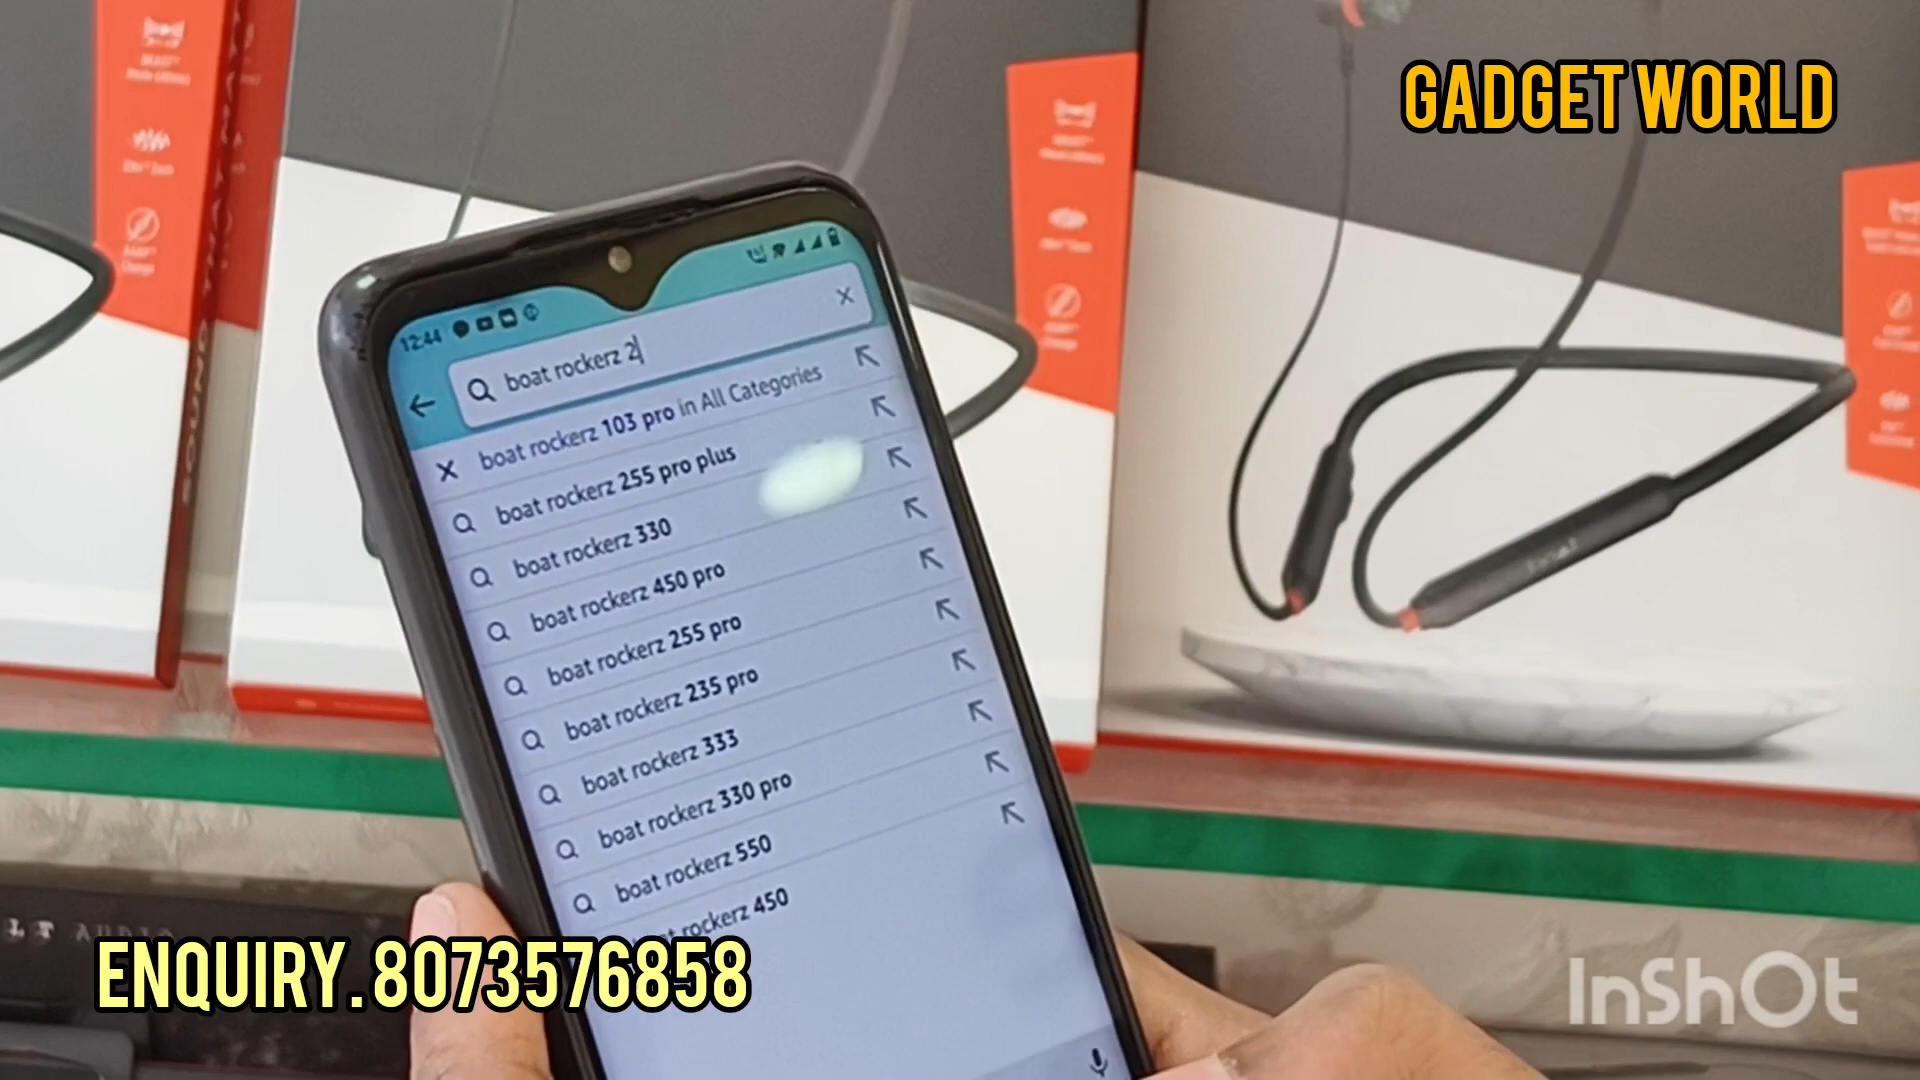 GADGET WORLD
12:44
boat rockerz 2
boat rockerz 103 pro in All Categories
boat rockerz 255 pro plus
boat rockerz 330
boat rockerz 450 pro
boat rockerz 255 pro
boat rockerz 235 pro
boat rockerz 333
boat rockerz 330 pro
boat rockerz 550
rockerz 450
ENQUIRY.8073576858
InShOt